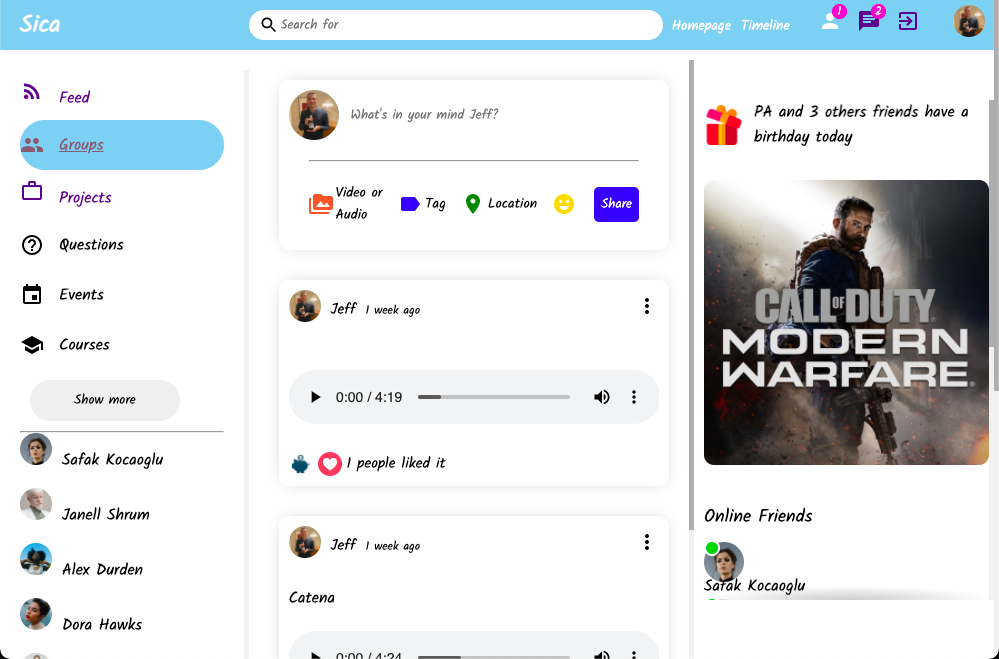 Sica
Search for
Homepage Timeline
1
2
Feed
Groups
Projects
Questions
Events
Courses
Show more
Safak Kocaoglu
Janell Shrum
Alex Durden
Dora Hawks
What's in your mind Jeff?
Video or
Audio
Tag
Location
Share
Jeff 1 week ago
0:00 / 4:19
1 people liked it
Jeff 1 week ago
Catena
0:00 / 4:24
PA and 3 others friends have a
birthday today
CALL OF DUTY
MODERN
WARFARE
Online Friends
Safak Kocaoglu